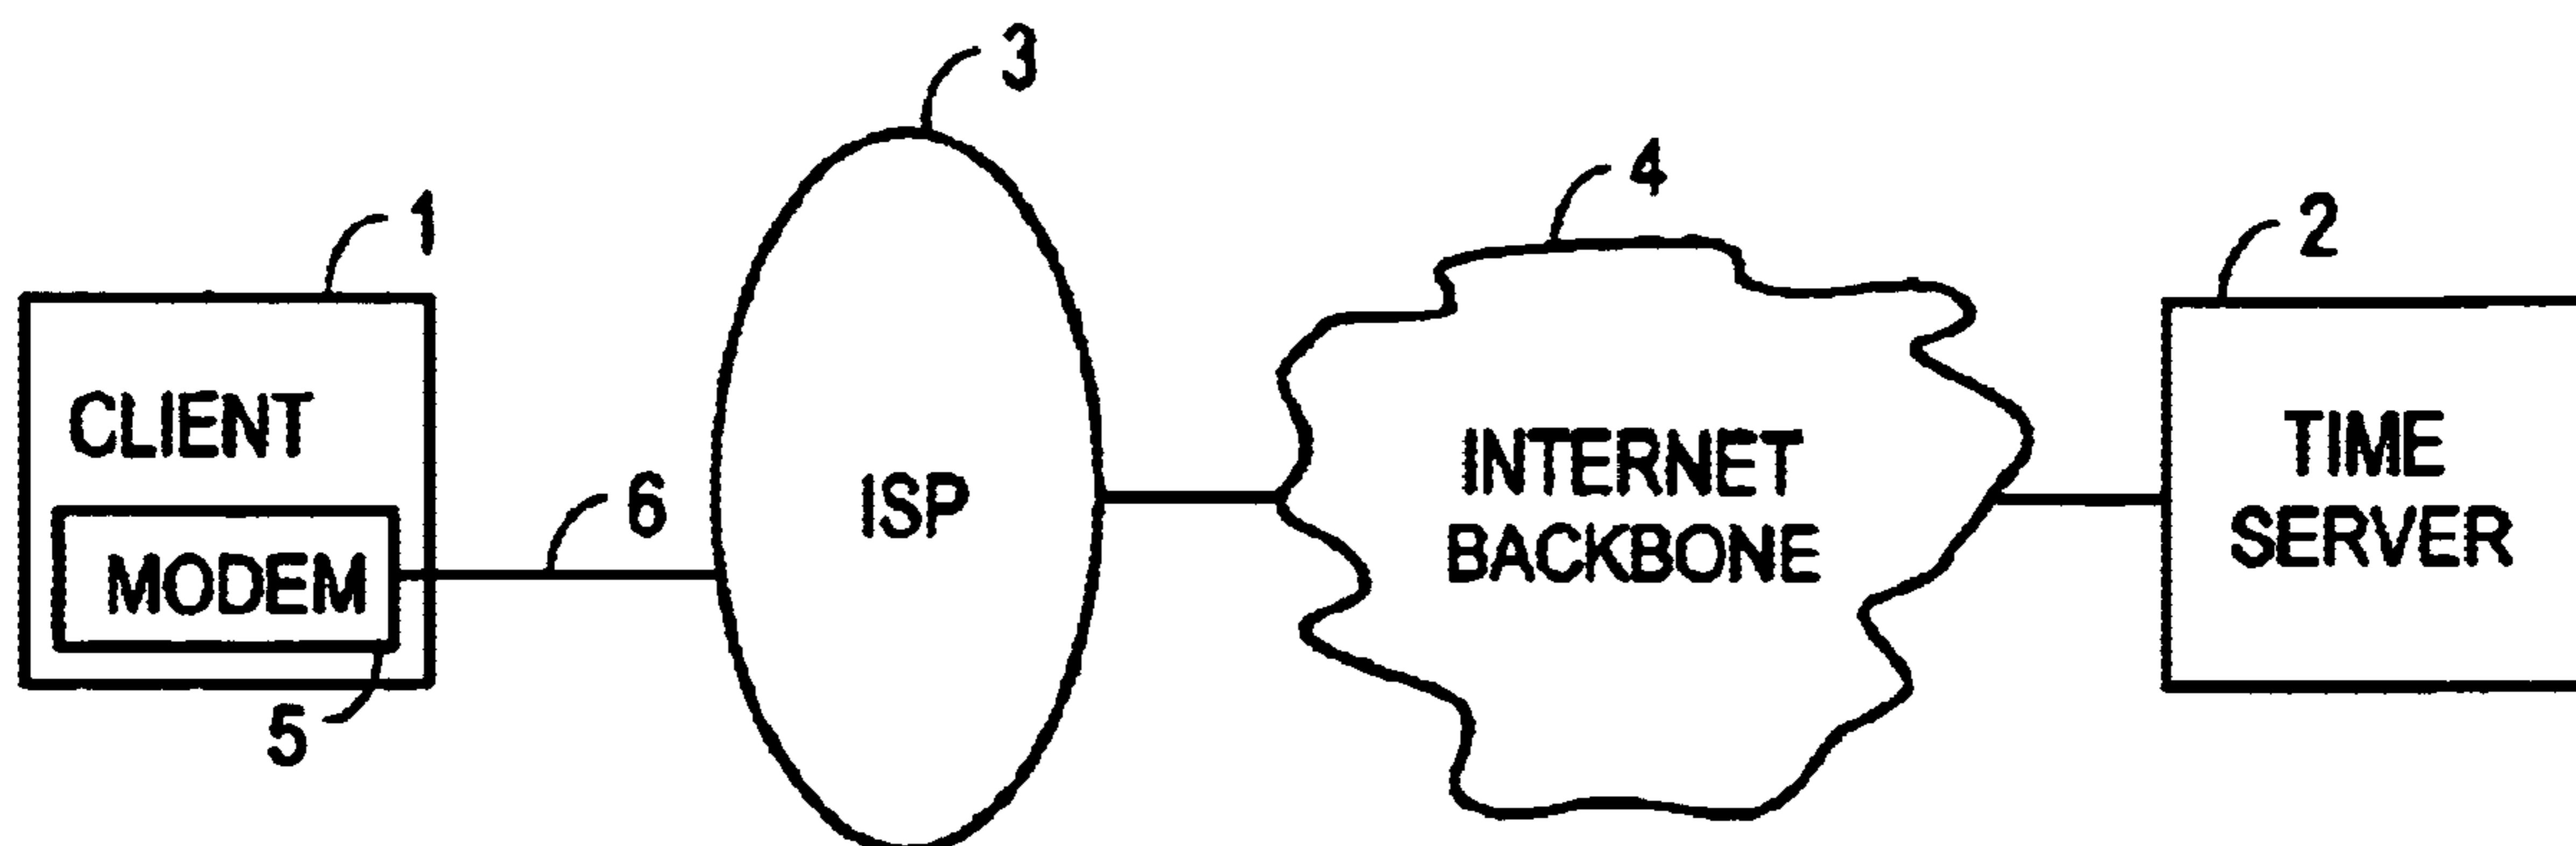 3
4
1
2
CLIENT
TIME
INTERNET
6
ISP
SERVER
BACKBONE
MODEM
5